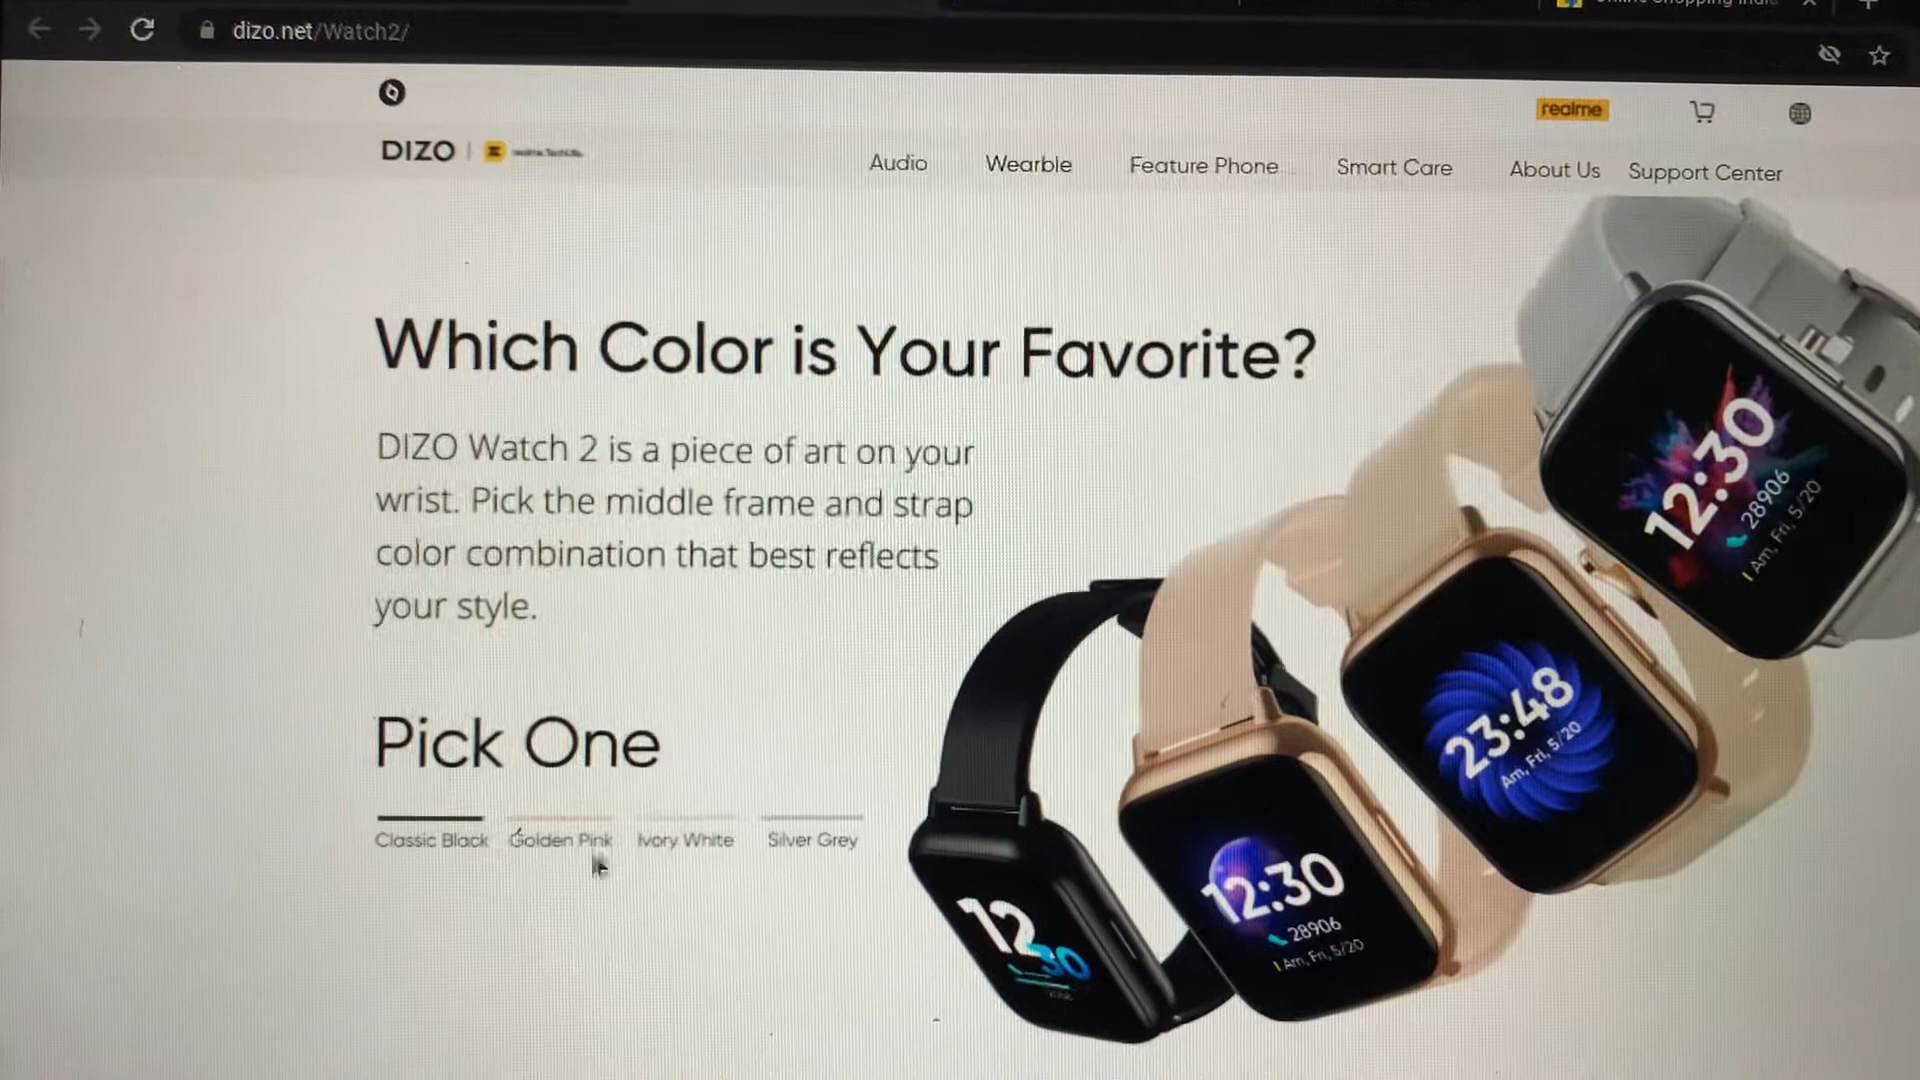 dizo.net/Watch2/
realme
DIZO
Audio
Wearble
Feature Phone
Smart Care
About Us
Support Center
Which Color is Your Favorite?
DIZO Watch 2 is a piece of art on your
wrist. Pick the middle frame and strap
color combination that best reflects
your style.
Pick One
Classic Black
Golden Pink
Ivory White
Silver Grey
12:30
28906
Am, Fri, 5/20
23:48
Am, Fri, 5/20
12:30
28906
Am, Fri, 5/20
12
30